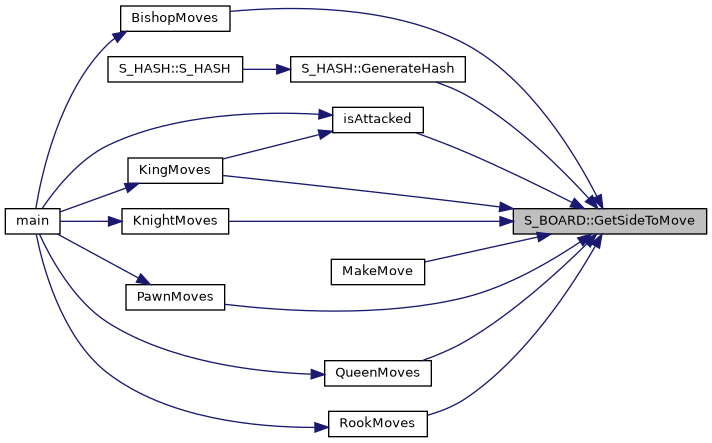 BishopMoves
S_HASH::S_HASH
S_HASH::GenerateHash
isAttacked
KingMoves
main
KnightMoves
S_BOARD::GetSideToMove
MakeMove
PawnMoves
QueenMoves
RookMoves